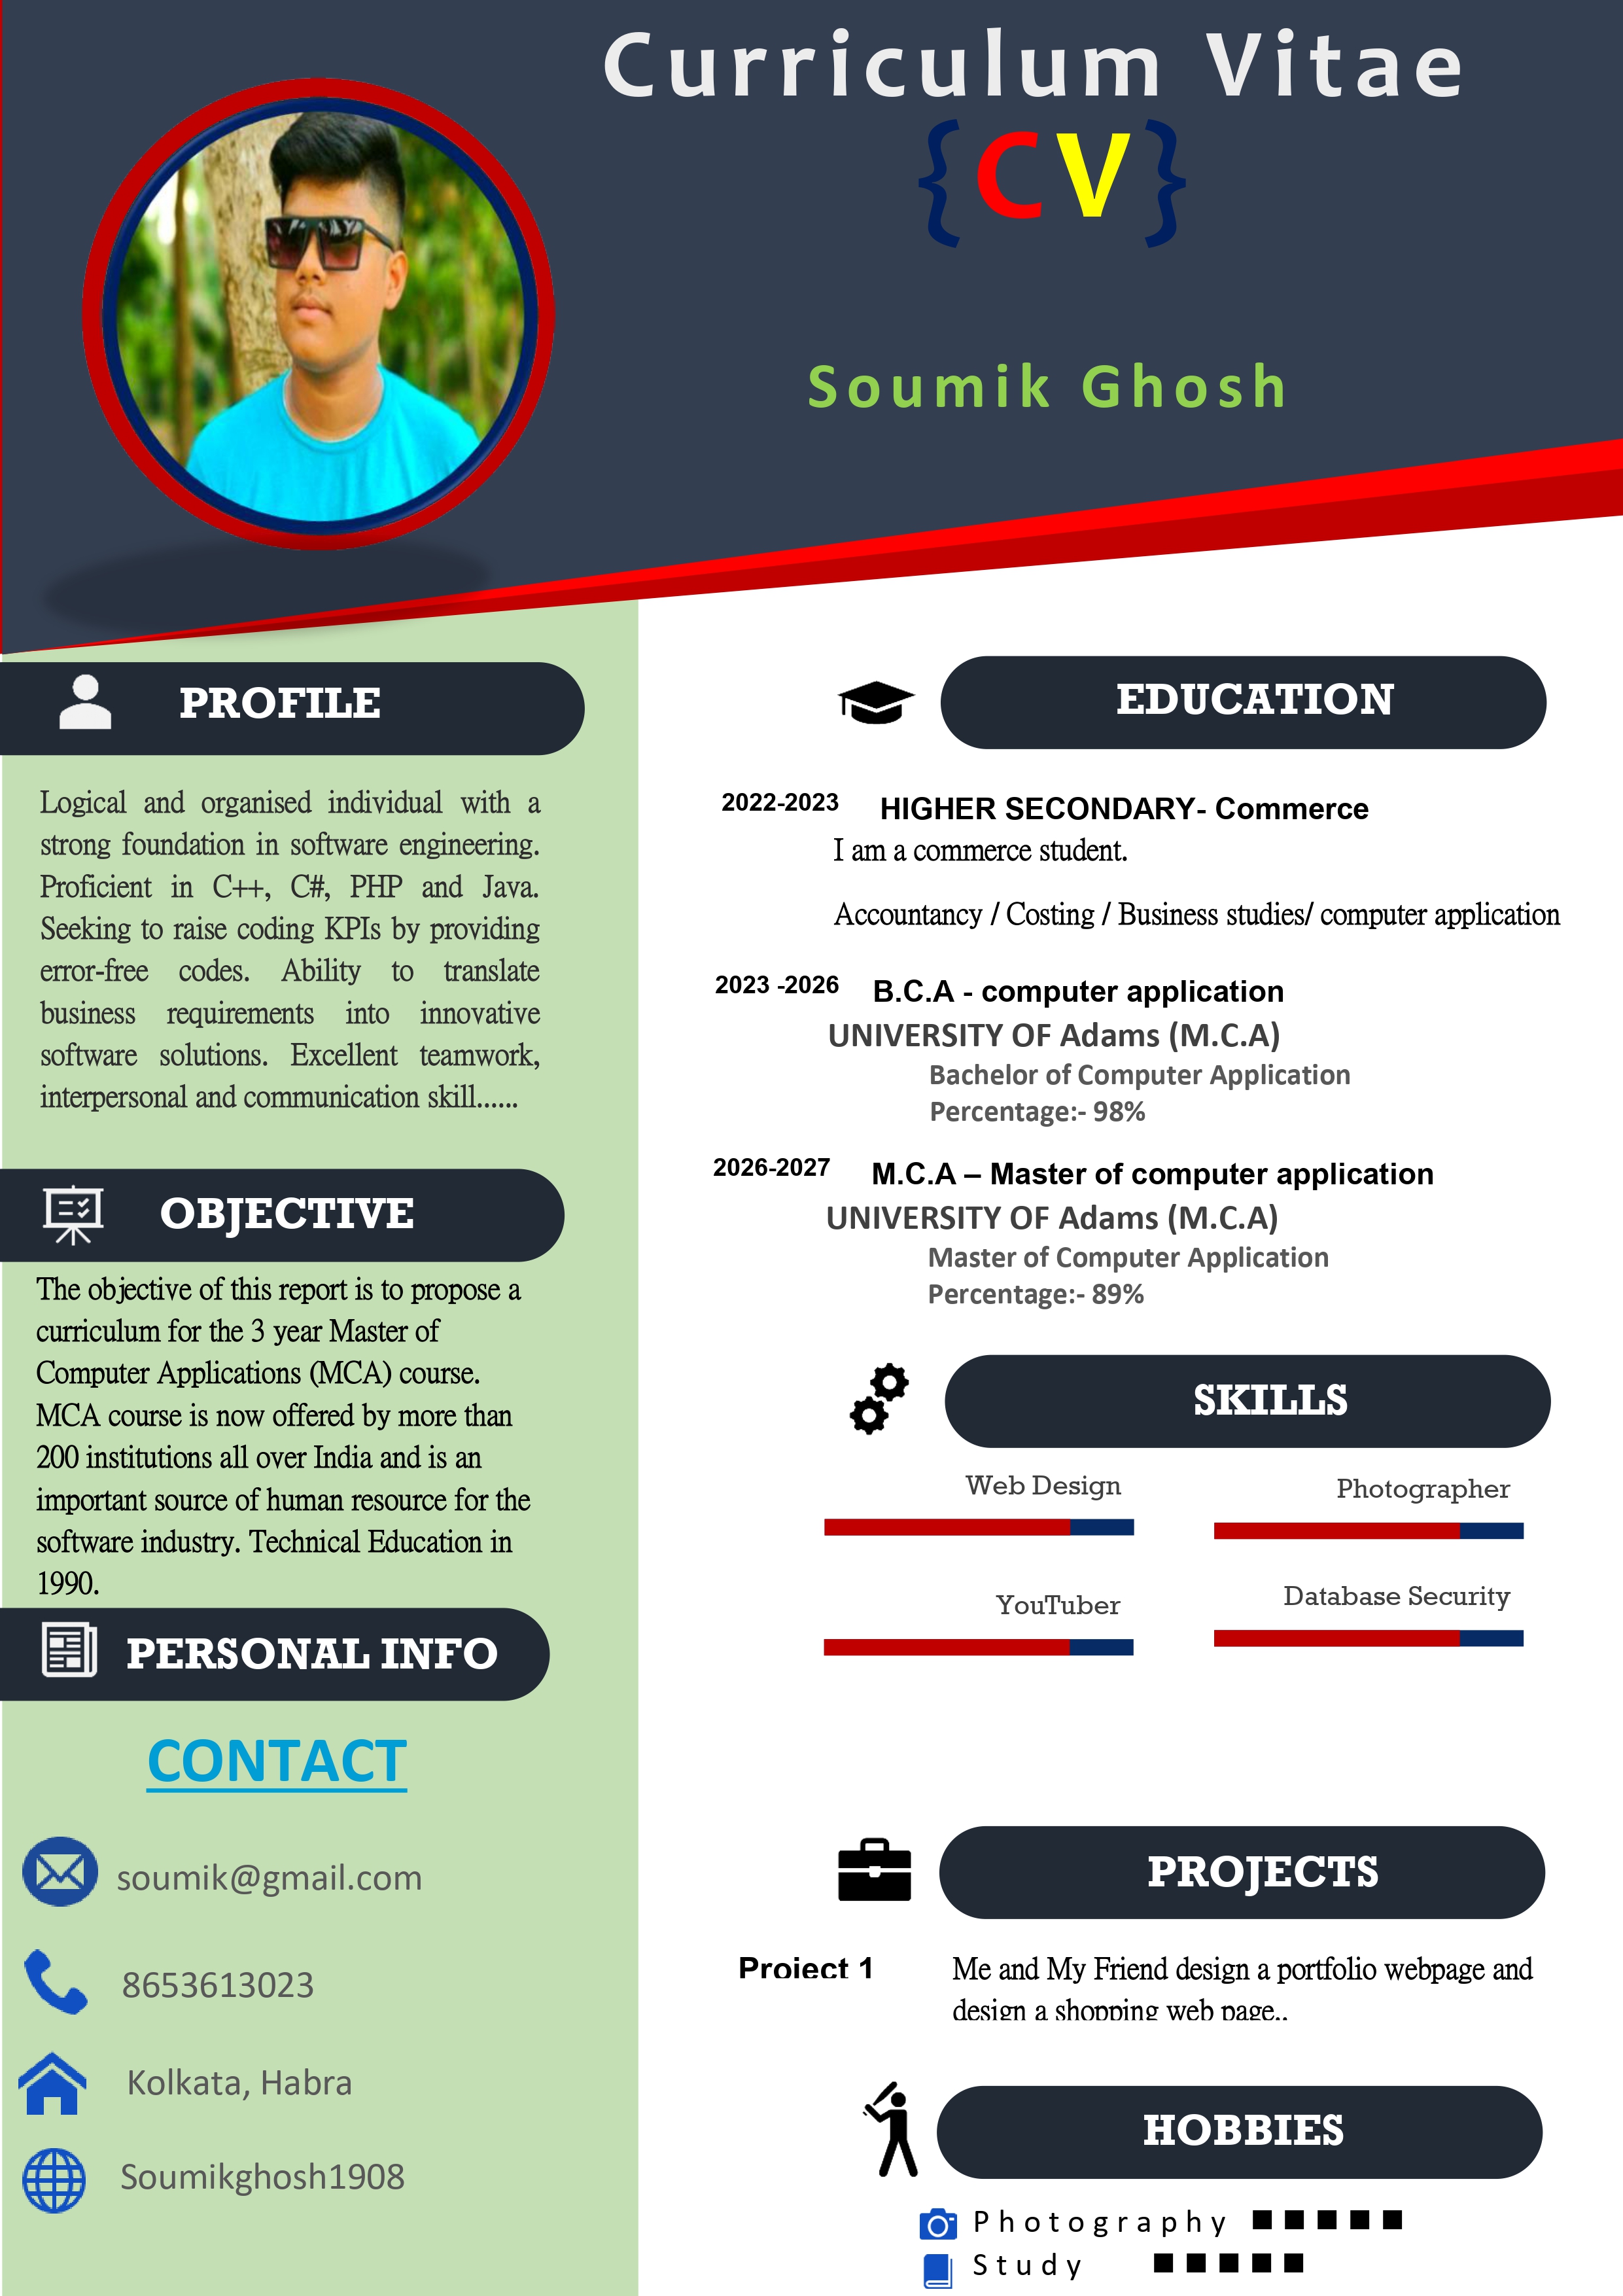 Curriculum Vitae
{CV}
Soumik Ghosh
PROFILE
Logical and organised individual with a
strong foundation in software engineering.
Proficient in C++, C#, PHP and Java.
Seeking to raise coding KPIs by providing
error-free codes. Ability to translate
business requirements into innovative
software solutions. Excellent teamwork,
interpersonal and communication skill......
OBJECTIVE
The objective of this report is to propose a
curriculum for the 3 year Master of
Computer Applications (MCA) course.
MCA course is now offered by more than
200 institutions all over India and is an
important source of human resource for the
software industry. Technical Education in
1990.
PERSONAL INFO
CONTACT
soumik@gmail.com
8653613023
Kolkata, Habra
Soumikghosh1908
EDUCATION
2022-2023 HIGHER SECONDARY- Commerce
I am a commerce student.
Accountancy / Costing / Business studies/ computer application
2023 -2026 B.C.A - computer application
UNIVERSITY OF Adams (M.C.A)
Bachelor of Computer Application
Percentage:- 98%
2026-2027 M.C.A – Master of computer application
UNIVERSITY OF Adams (M.C.A)
Master of Computer Application
Percentage:- 89%
SKILLS
Web Design
Photographer
YouTuber
Database Security
PROJECTS
Project 1 Me and My Friend design a portfolio webpage and
design a shopping web page..
HOBBIES
Photography
Study